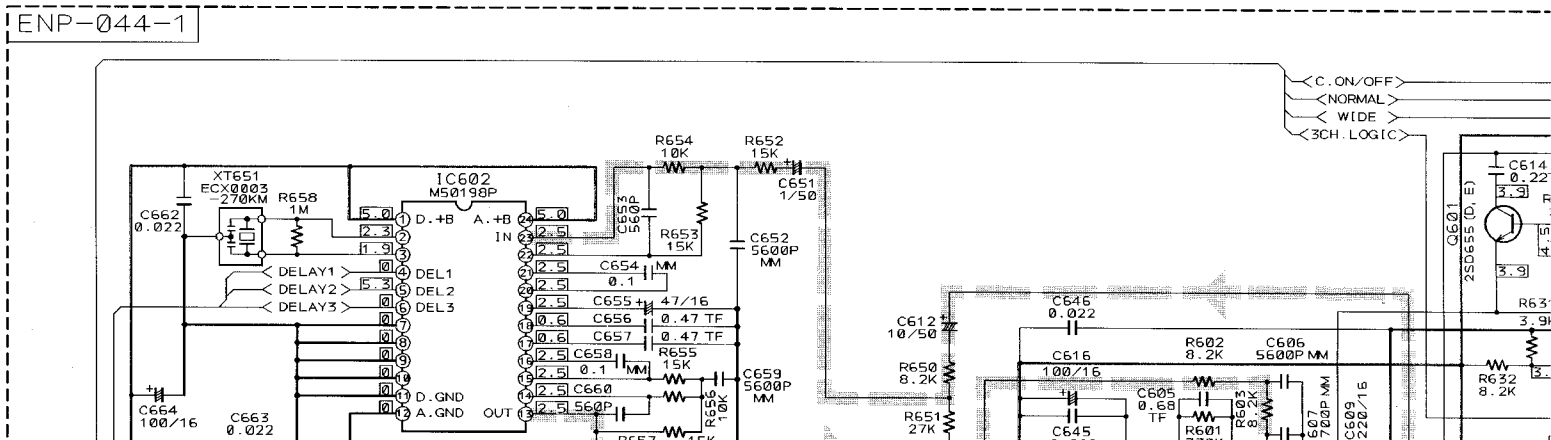 ENP-044-1
C.ON/OFF
NORMAL
WIDE
3CH.LOGIC
R654
10K
R652
15K
C651
1/50
XT651
ECX0003
-270KM
R658
1M
C662
0.022
IC602
M50198P
5.0 1 D.+B A.+B 24 5.0
2.3 2 IN 23 2.5
1.9 3 22 2.5
DELAY1 0 4 DEL1 21 2.5
DELAY2 5.3 5 DEL2 20 2.5
DELAY3 0 6 DEL3 19 2.5
0 7 18 0.6
0 8 17 0.6
0 9 16 2.5
0 10 15 2.5
0 11 D.GND 14 2.5
0 12 A.GND OUT 13 2.5
C653
560P
R653
15K
C652
5600P
MM
C654 MM
0.1
C655 + 47/16
C656 0.47 TF
C657 0.47 TF
C658
0.1 MM
R655
15K
C659
5600P
MM
C660
560P
R656
10K
R657 15K
C664
100/16
C663
0.022
C612
10/50
R650
8.2K
R651
27K
C646
0.022
C616
100/16
C645
R602
8.2K
C606
5600P MM
C605
0.68
TF
R601
R603
8.2K
C609
220/16
C614
0.22
3.9
Q601
2SD655 (D, E)
4.5
3.9
R631
3.9K
R632
8.2K